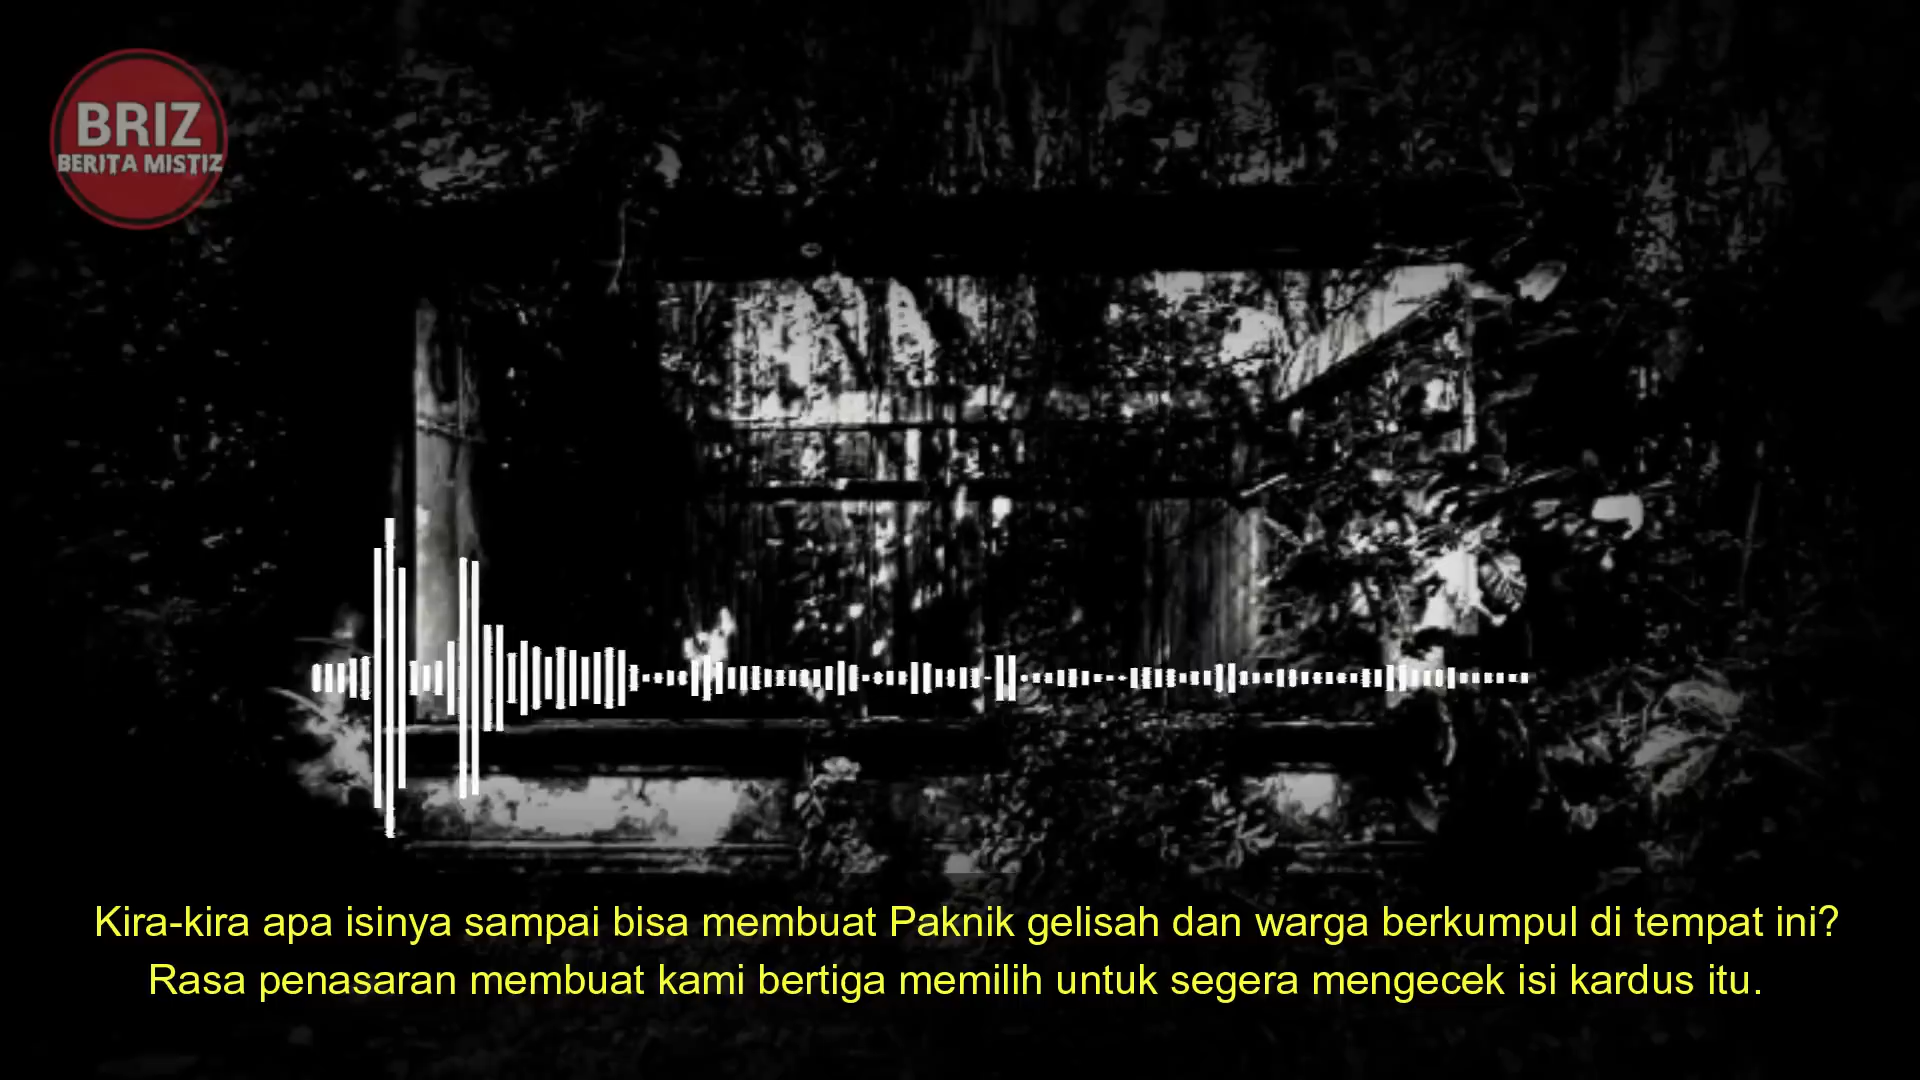 BRIZ
BERITA MISTIZ
Kira-kira apa isinya sampai bisa membuat Paknik gelisah dan warga berkumpul di tempat ini?
Rasa penasaran membuat kami bertiga memilih untuk segera mengecek isi kardus itu.